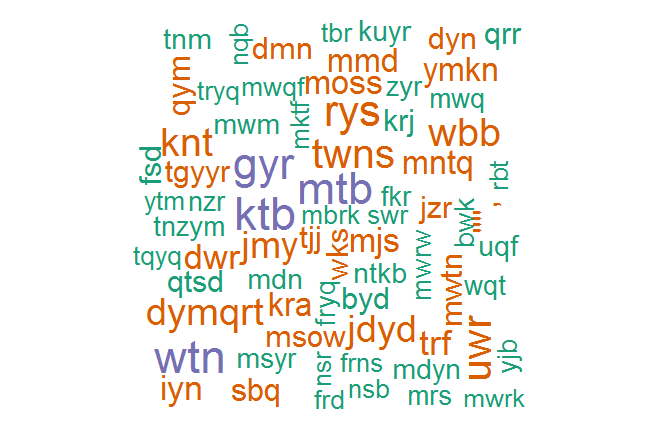 tnm nqb dmn tbr kuyr dyn qrr
qym tryq mwqf moss mmd zyr ymkn mwq
mwm mktf rys krj wbb
fsd knt tgyyr gyr twns mntq rbt
ytm nzr ktb mtb fkr jzr bwk "" ,
tnzym mbrk swr uqf
tqyq dwr jmy tjj wks mjs mwrw
qtsd mdn ntkb mwtn wqt
dymqrt kra fryq byd
msow jdyd trf uwr yjb
wtn msyr nsr frns mdyn
iyn sbq frd nsb mrs mwrk